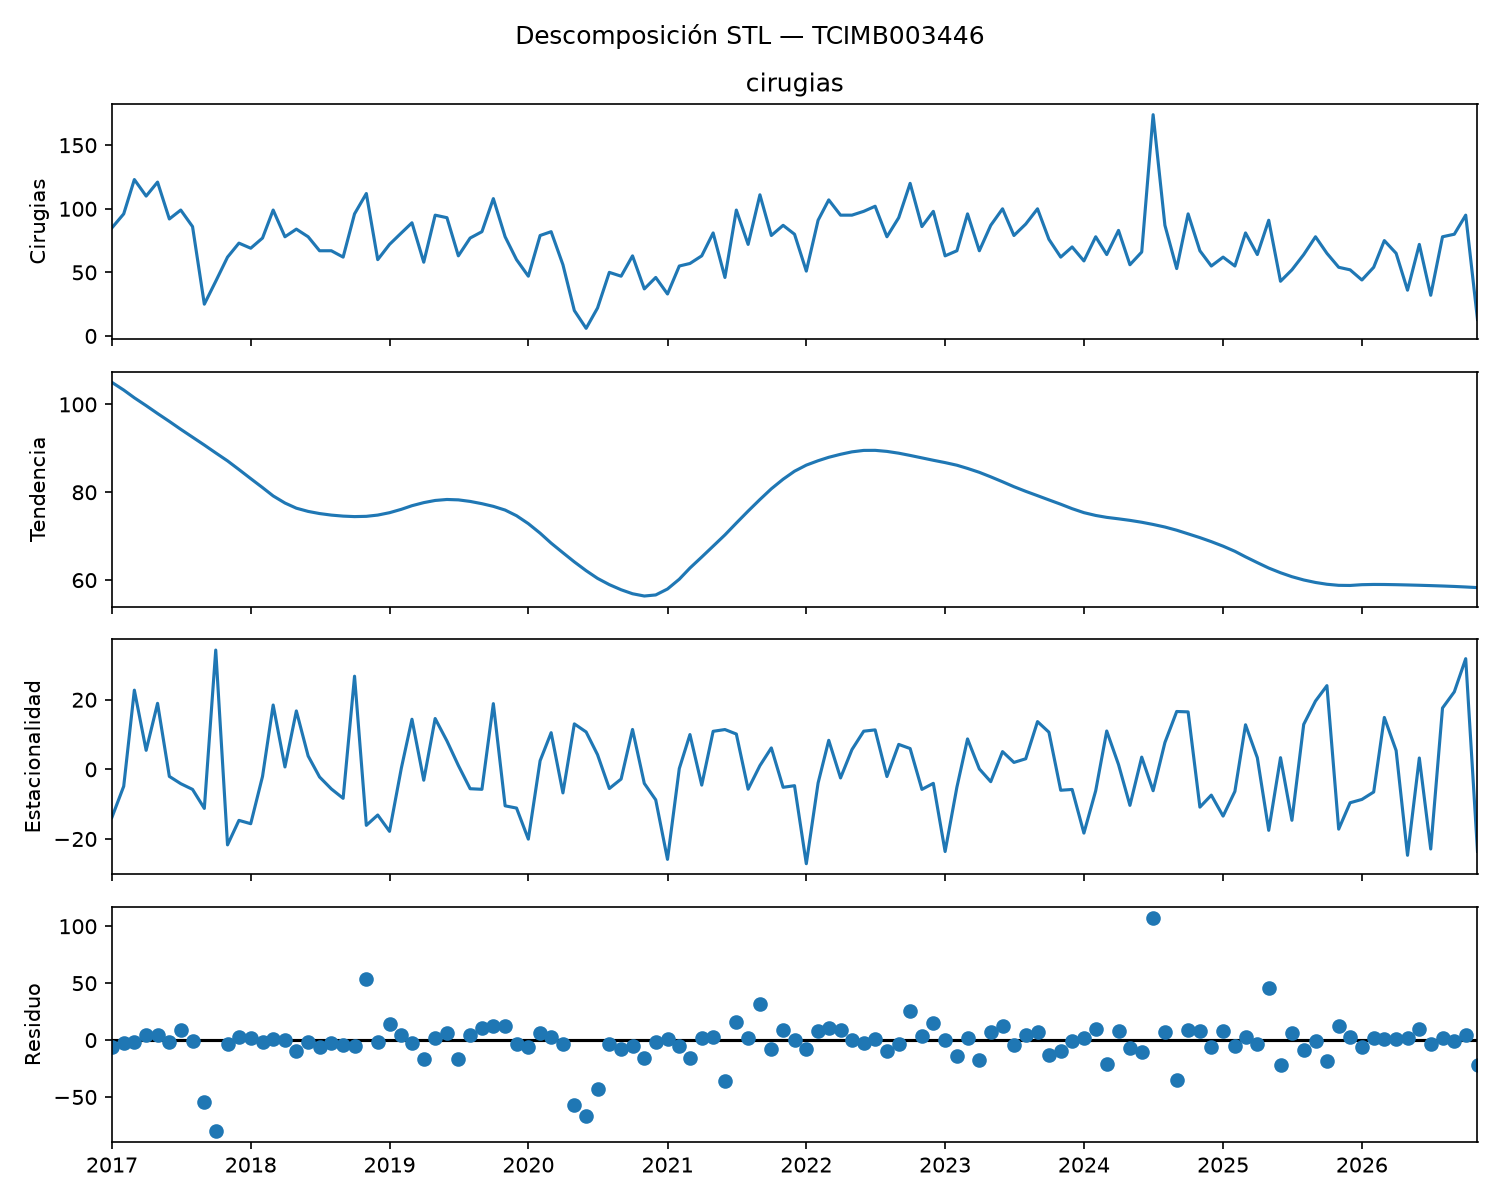 Descomposición STL — TCIMB003446
cirugias
Cirugias
150
100
50
0
Tendencia
100
80
60
Estacionalidad
20
0
−20
Residuo
100
50
0
−50
2017 2018 2019 2020 2021 2022 2023 2024 2025 2026